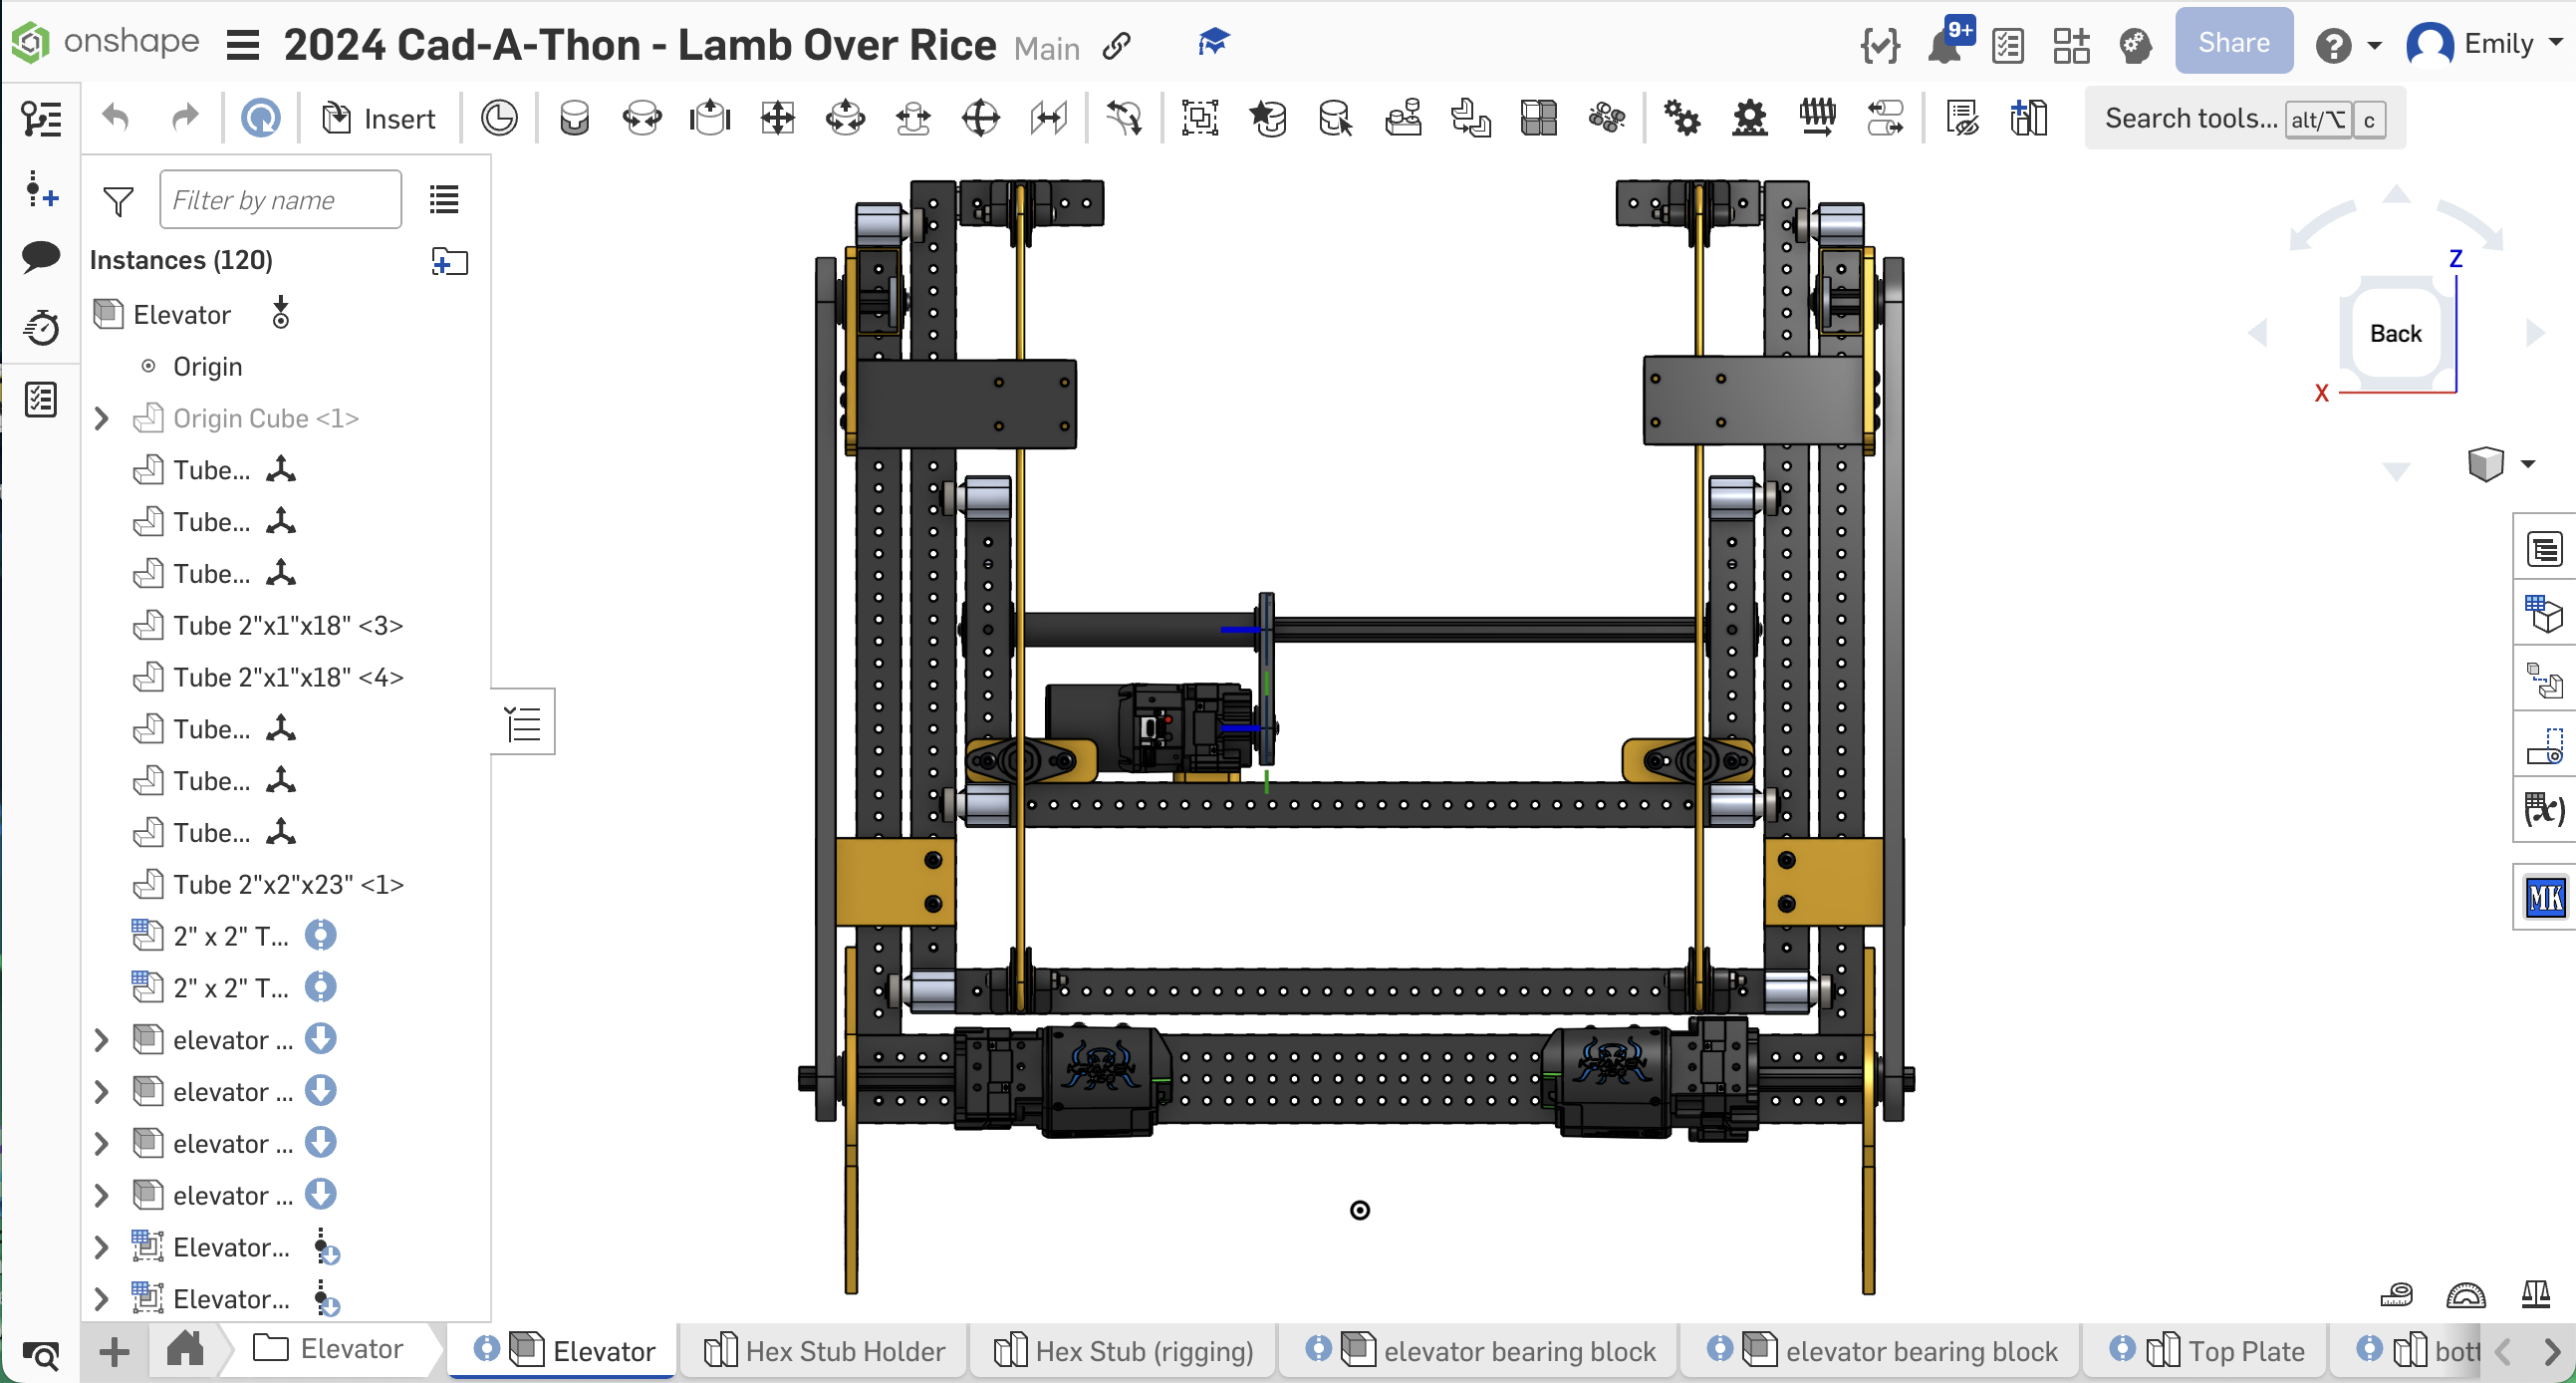 onshape 2024 Cad-A-Thon - Lamb Over Rice Main 9+ Share Emily
Insert Search tools... alt/⌥ c
Filter by name
Instances (120)
Elevator
Origin
Origin Cube <1>
Tube...
Tube...
Tube...
Tube 2"x1"x18" <3>
Tube 2"x1"x18" <4>
Tube...
Tube...
Tube...
Tube 2"x2"x23" <1>
2" x 2" T...
2" x 2" T...
elevator ...
elevator ...
elevator ...
elevator ...
Elevator...
Elevator...
Z
Back
X
(x)
MK
KRAKEN
KRAKEN
Elevator Elevator Hex Stub Holder Hex Stub (rigging) elevator bearing block elevator bearing block Top Plate bott